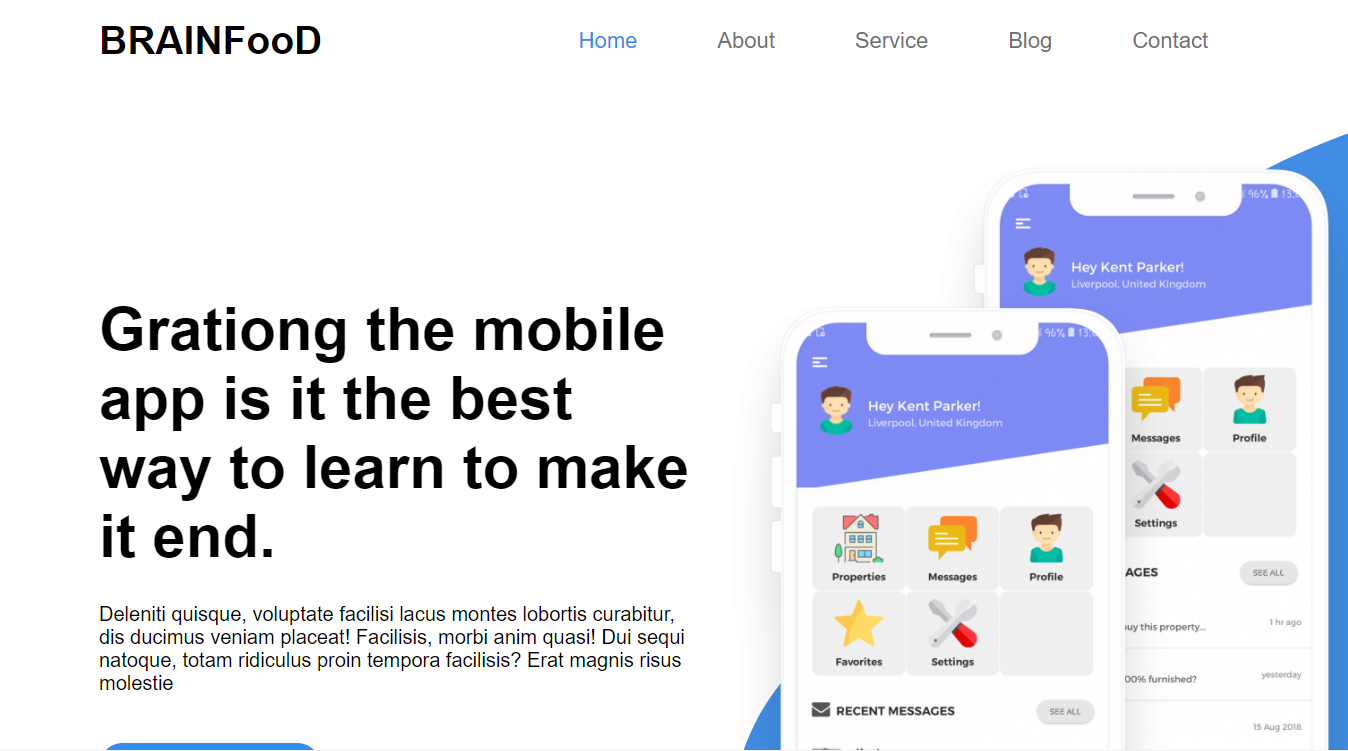 BRAINFooD
Home About Service Blog Contact
Grationg the mobile
app is it the best
way to learn to make
it end.
Deleniti quisque, voluptate facilisi lacus montes lobortis curabitur,
dis ducimus veniam placeat! Facilisis, morbi anim quasi! Dui sequi
natoque, totam ridiculus proin tempora facilisis? Erat magnis risus
molestie
96%
Hey Kent Parker!
Liverpool, United Kingdom
Properties Messages Profile
Favorites Settings
RECENT MESSAGES SEE ALL
96%
Hey Kent Parker!
Liverpool, United Kingdom
Messages Profile
Settings
AGES SEE ALL
buy this property... 1 hr ago
00% furnished? yesterday
15 Aug 2018